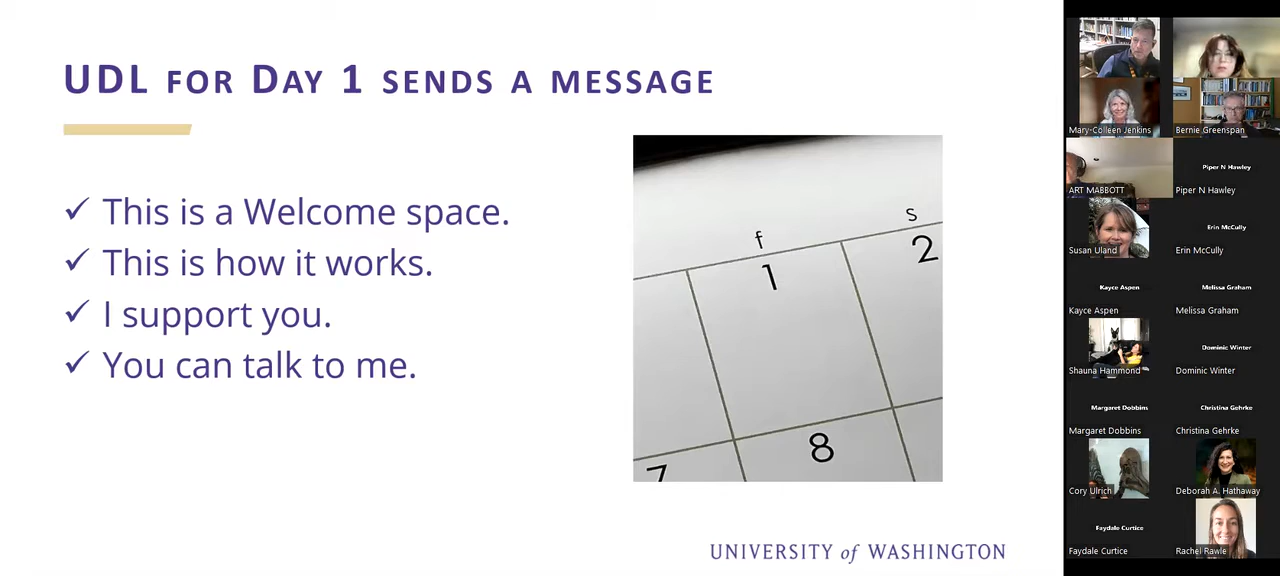 UDL for Day 1 sends a message
✓ This is a Welcome space.
✓ This is how it works.
✓ I support you.
✓ You can talk to me.
f
s
1
2
7
8
UNIVERSITY of WASHINGTON
Mary-Colleen Jenkins
Bernie Greenspan
ART MABBOTT
Piper N Hawley
Piper N Hawley
Susan Uland
Erin McCully
Erin McCully
Kayce Aspen
Kayce Aspen
Melissa Graham
Melissa Graham
Shauna Hammond
Dominic Winter
Dominic Winter
Margaret Dobbins
Margaret Dobbins
Christina Gehrke
Christina Gehrke
Cory Ulrich
Deborah A. Hathaway
Faydale Curtice
Faydale Curtice
Rachel Rawle